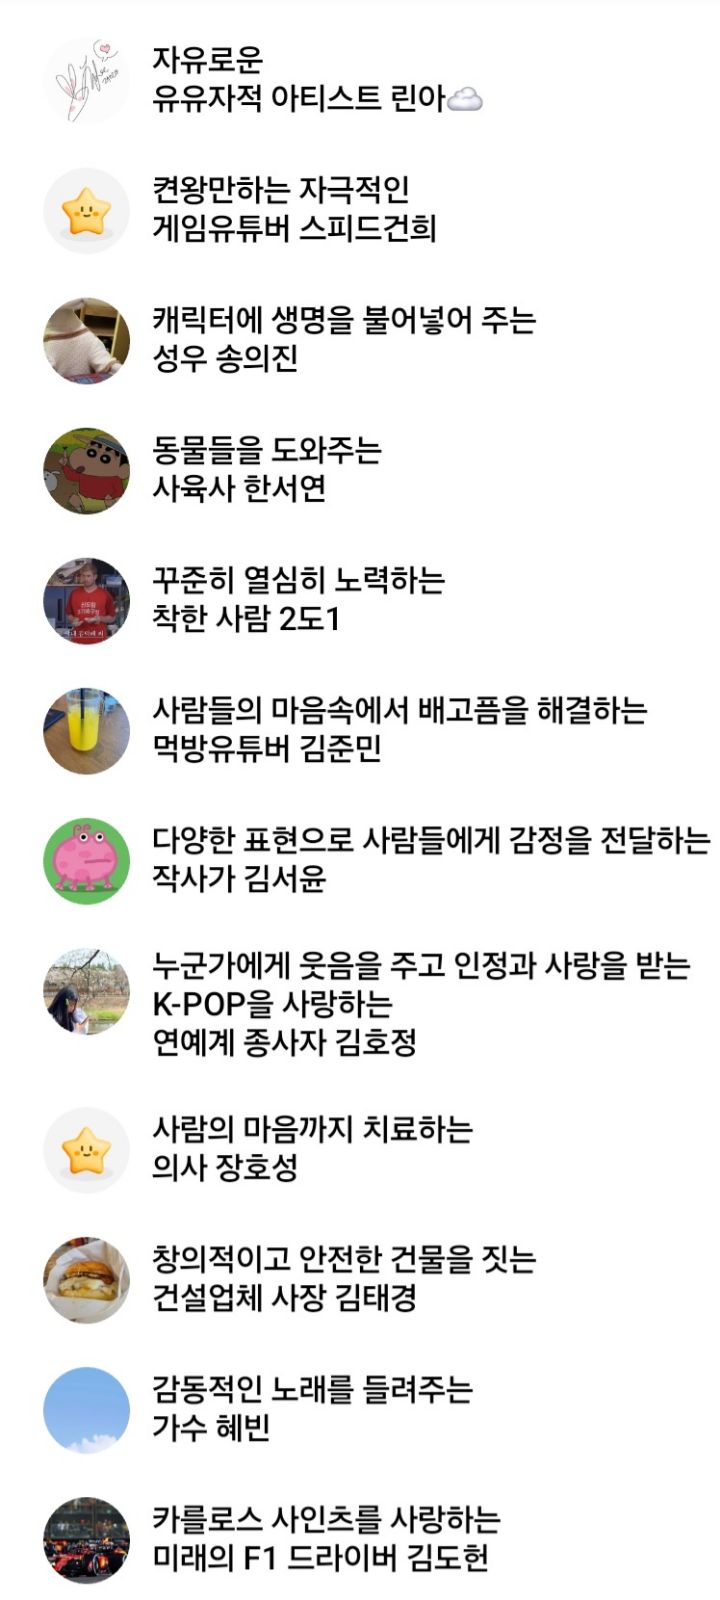 자유로운
유유자적 아티스트 린아☁️
켠왕만하는 자극적인
게임유튜버 스피드건희
캐릭터에 생명을 불어넣어 주는
성우 송의진
동물들을 도와주는
사육사 한서연
꾸준히 열심히 노력하는
착한 사람 2도1
사람들의 마음속에서 배고픔을 해결하는
먹방유튜버 김준민
다양한 표현으로 사람들에게 감정을 전달하는
작사가 김서윤
누군가에게 웃음을 주고 인정과 사랑을 받는
K-POP을 사랑하는
연예계 종사자 김호정
사람의 마음까지 치료하는
의사 장호성
창의적이고 안전한 건물을 짓는
건설업체 사장 김태경
감동적인 노래를 들려주는
가수 혜빈
카를로스 사인츠를 사랑하는
미래의 F1 드라이버 김도헌